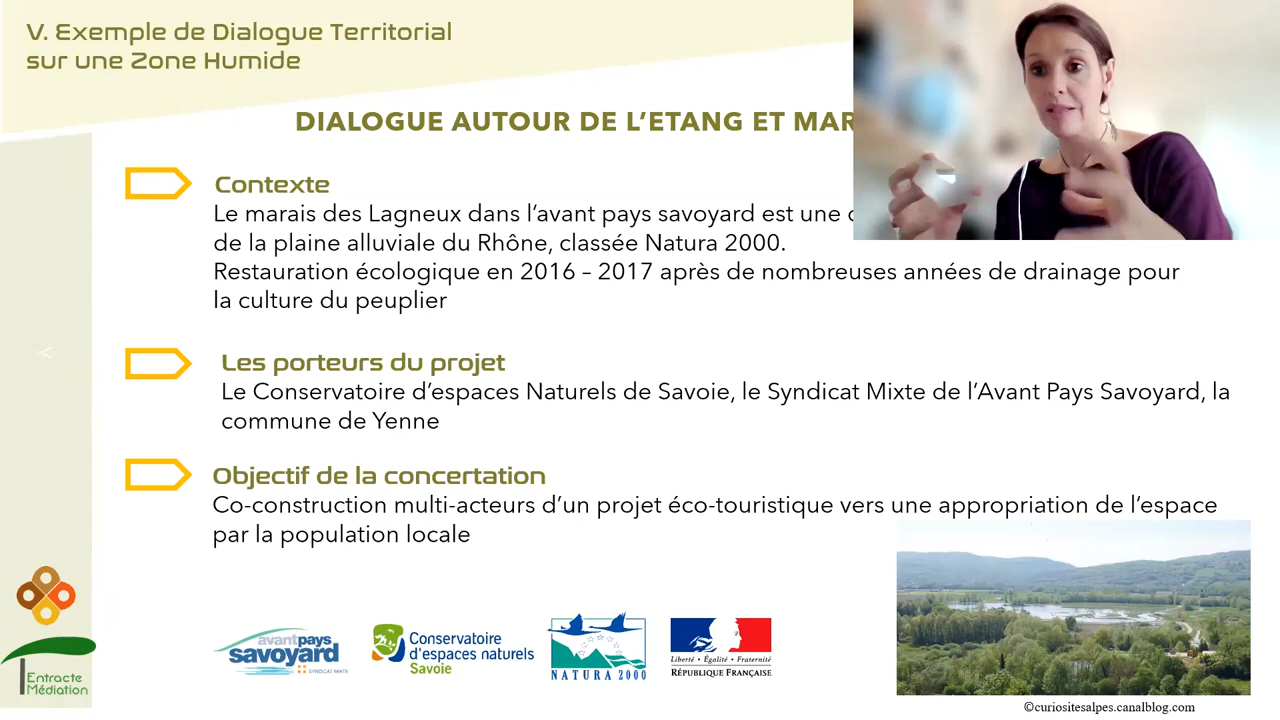 V. Exemple de Dialogue Territorial
sur une Zone Humide
DIALOGUE AUTOUR DE L’ETANG ET MAR
Contexte
Le marais des Lagneux dans l’avant pays savoyard est une
de la plaine alluviale du Rhône, classée Natura 2000.
Restauration écologique en 2016 – 2017 après de nombreuses années de drainage pour
la culture du peuplier
<
Les porteurs du projet
Le Conservatoire d’espaces Naturels de Savoie, le Syndicat Mixte de l’Avant Pays Savoyard, la
commune de Yenne
Objectif de la concertation
Co-construction multi-acteurs d’un projet éco-touristique vers une appropriation de l’espace
par la population locale
avantpays
savoyard
SYNDICAT MIXTE
Conservatoire
d'espaces naturels
Savoie
NATURA 2000
Liberté • Égalité • Fraternité
RÉPUBLIQUE FRANÇAISE
Entracte
Médiation
©curiositesalpes.canalblog.com